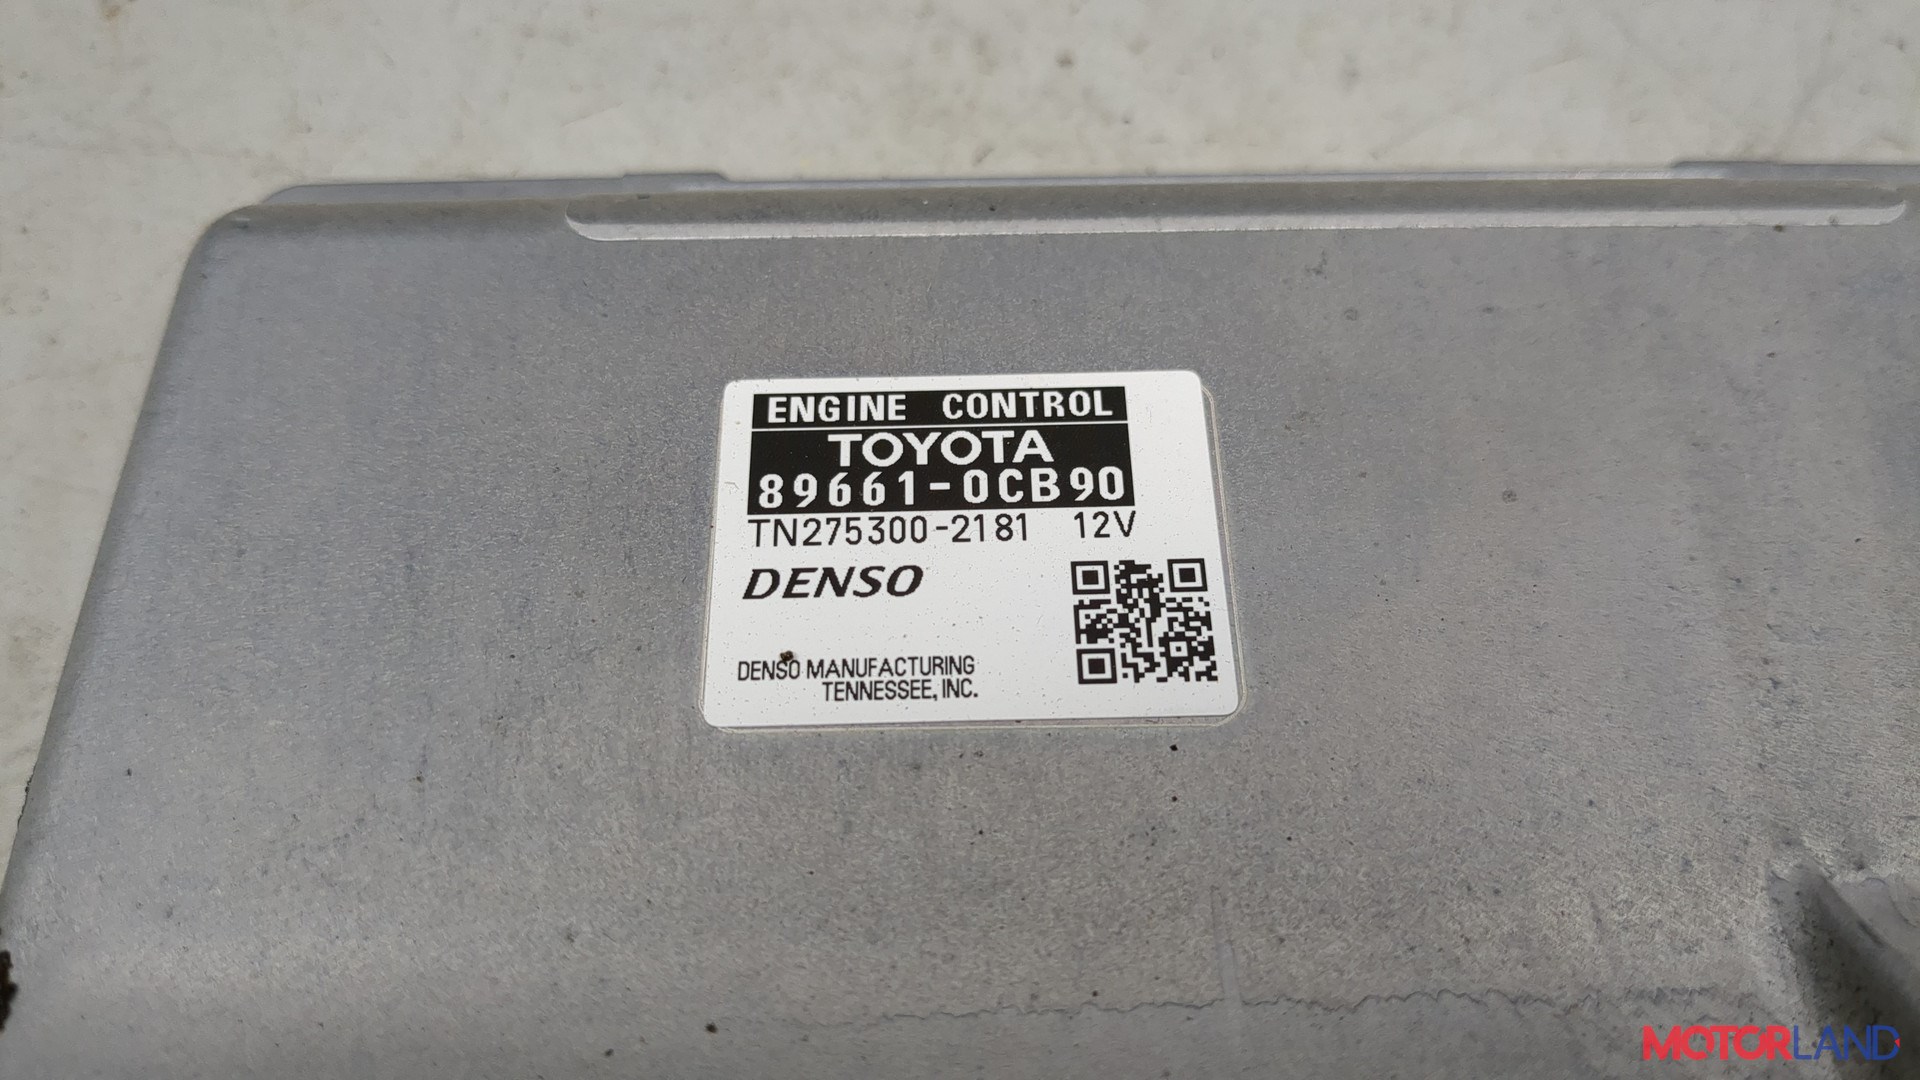 ENGINE CONTROL
TOYOTA
89661-0CB90
TN275300-2181 12V
DENSO
DENSO MANUFACTURING
TENNESSEE, INC.
MOTORLAND